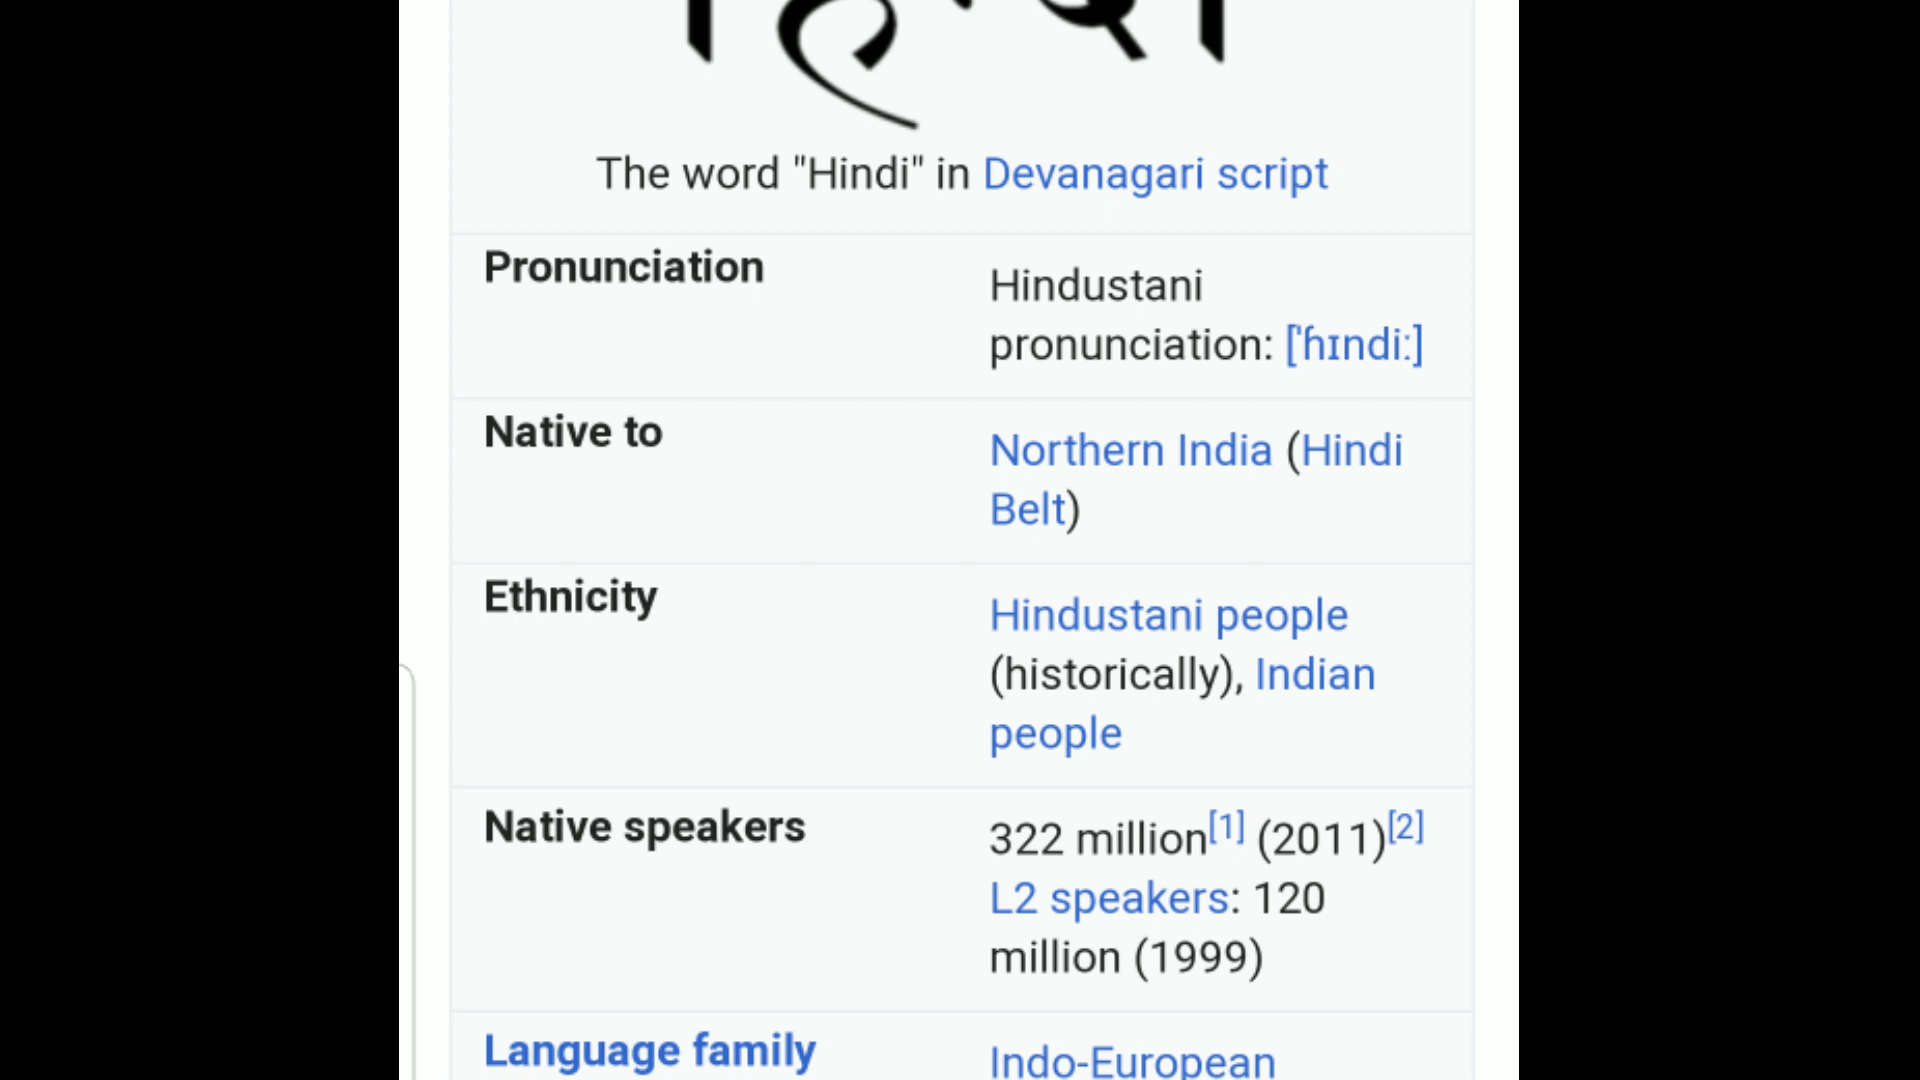 हिन्दी
The word "Hindi" in Devanagari script
Pronunciation
Hindustani
pronunciation: [ˈɦɪndiː]
Native to
Northern India (Hindi
Belt)
Ethnicity
Hindustani people
(historically), Indian
people
Native speakers
322 million[1] (2011)[2]
L2 speakers: 120
million (1999)
Language family
Indo-European